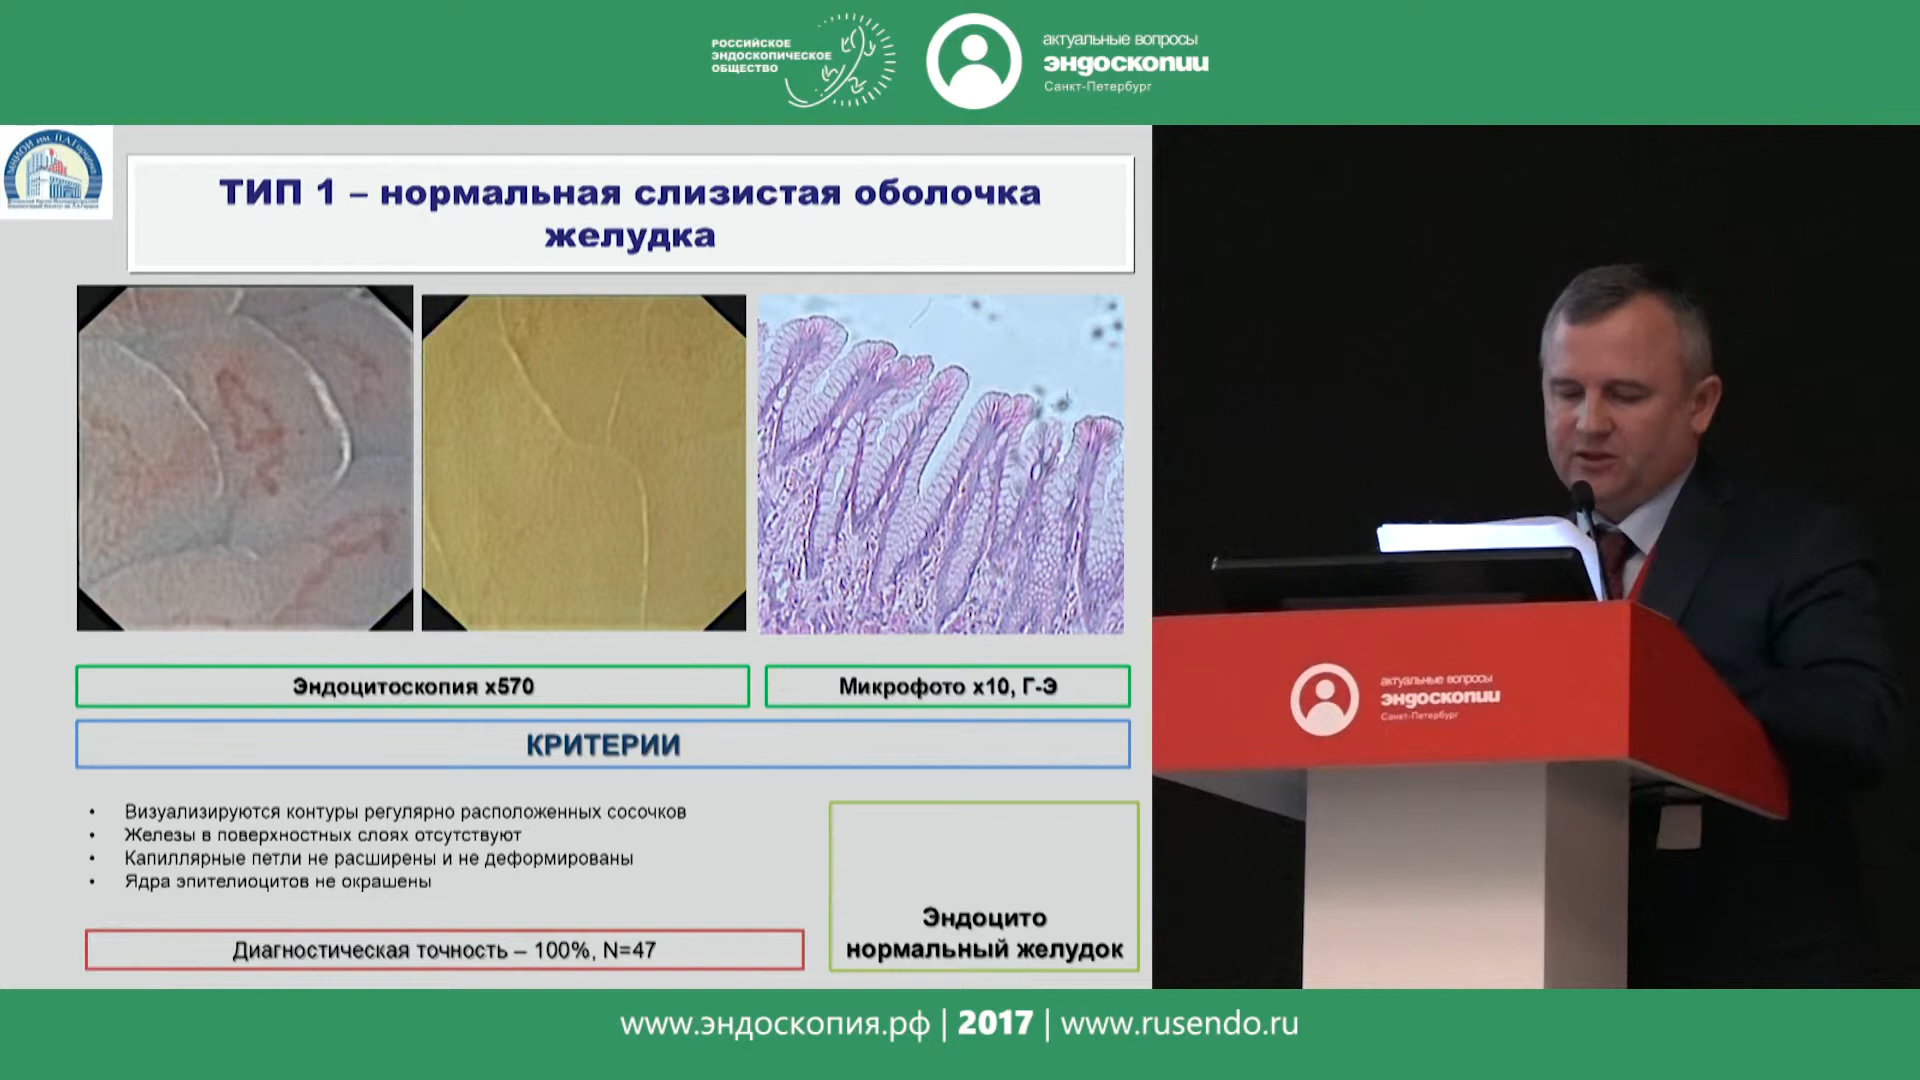 РОССИЙСКОЕ
ЭНДОСКОПИЧЕСКОЕ
ОБЩЕСТВО
актуальные вопросы
эндоскопии
Санкт-Петербург
ТИП 1 – нормальная слизистая оболочка
желудка
Эндоцитоскопия х570
Микрофото х10, Г-Э
КРИТЕРИИ
• Визуализируются контуры регулярно расположенных сосочков
• Железы в поверхностных слоях отсутствуют
• Капиллярные петли не расширены и не деформированы
• Ядра эпителиоцитов не окрашены
Диагностическая точность – 100%, N=47
Эндоцито
нормальный желудок
актуальные вопросы
эндоскопии
Санкт-Петербург
www.эндоскопия.рф | 2017 | www.rusendo.ru